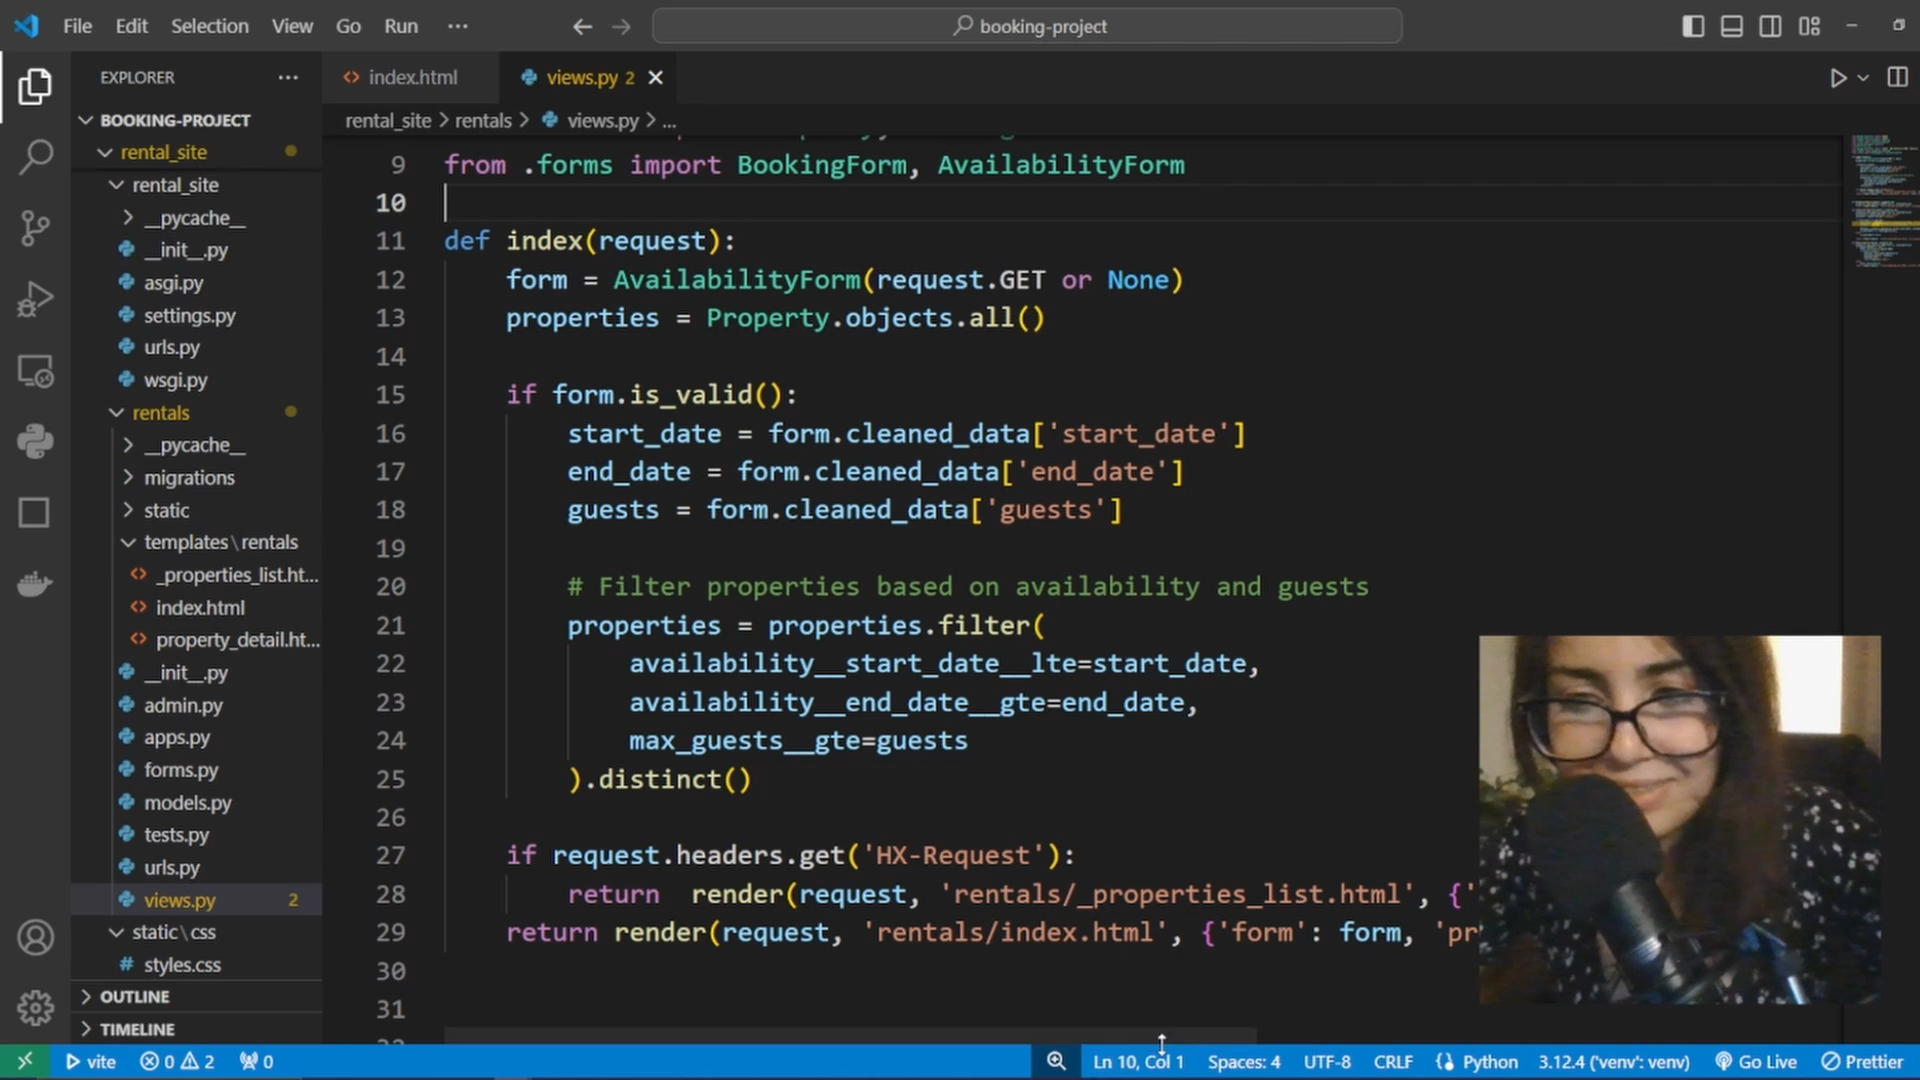 File Edit Selection View Go Run ···
booking-project
EXPLORER ···
BOOKING-PROJECT
rental_site
rental_site
__pycache__
__init__.py
asgi.py
settings.py
urls.py
wsgi.py
rentals
__pycache__
migrations
static
templates\rentals
_properties_list.ht...
index.html
property_detail.ht...
__init__.py
admin.py
apps.py
forms.py
models.py
tests.py
urls.py
views.py 2
static\css
styles.css
OUTLINE
TIMELINE
index.html views.py 2
rental_site > rentals > views.py > ...
9 from .forms import BookingForm, AvailabilityForm
10
11 def index(request):
12 form = AvailabilityForm(request.GET or None)
13 properties = Property.objects.all()
14
15 if form.is_valid():
16 start_date = form.cleaned_data['start_date']
17 end_date = form.cleaned_data['end_date']
18 guests = form.cleaned_data['guests']
19
20 # Filter properties based on availability and guests
21 properties = properties.filter(
22 availability__start_date__lte=start_date,
23 availability__end_date__gte=end_date,
24 max_guests__gte=guests
25 ).distinct()
26
27 if request.headers.get('HX-Request'):
28 return  render(request, 'rentals/_properties_list.html', {'
29 return render(request, 'rentals/index.html', {'form': form, 'pr
30
31
vite 0 2 0 Ln 10, Col 1 Spaces: 4 UTF-8 CRLF Python 3.12.4 ('venv': venv) Go Live Prettier